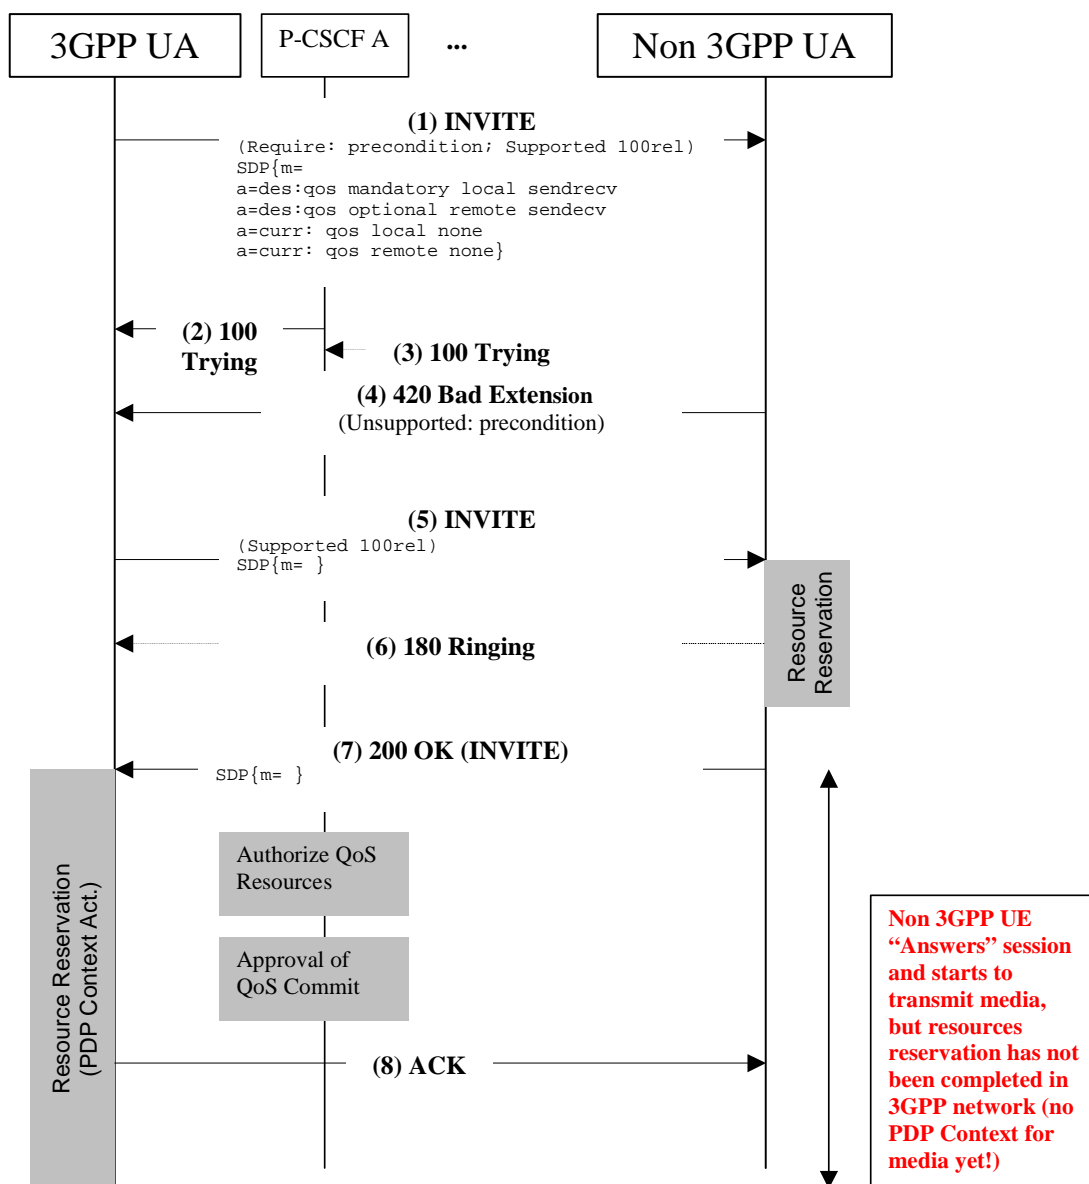 3GPP UA
P-CSCF A
...
Non 3GPP UA
(1) INVITE
(Require: precondition; Supported 100rel)
SDP{m=
a=des:qos mandatory local sendrecv
a=des:qos optional remote sendecv
a=curr: qos local none
a=curr: qos remote none}
(2) 100
Trying
(3) 100 Trying
(4) 420 Bad Extension
(Unsupported: precondition)
(5) INVITE
(Supported 100rel)
SDP{m= }
Resource
Reservation
(6) 180 Ringing
(7) 200 OK (INVITE)
SDP{m= }
Resource Reservation
(PDP Context Act.)
Authorize QoS
Resources
Approval of
QoS Commit
(8) ACK
Non 3GPP UE
“Answers” session
and starts to
transmit media,
but resources
reservation has not
been completed in
3GPP network (no
PDP Context for
media yet!)